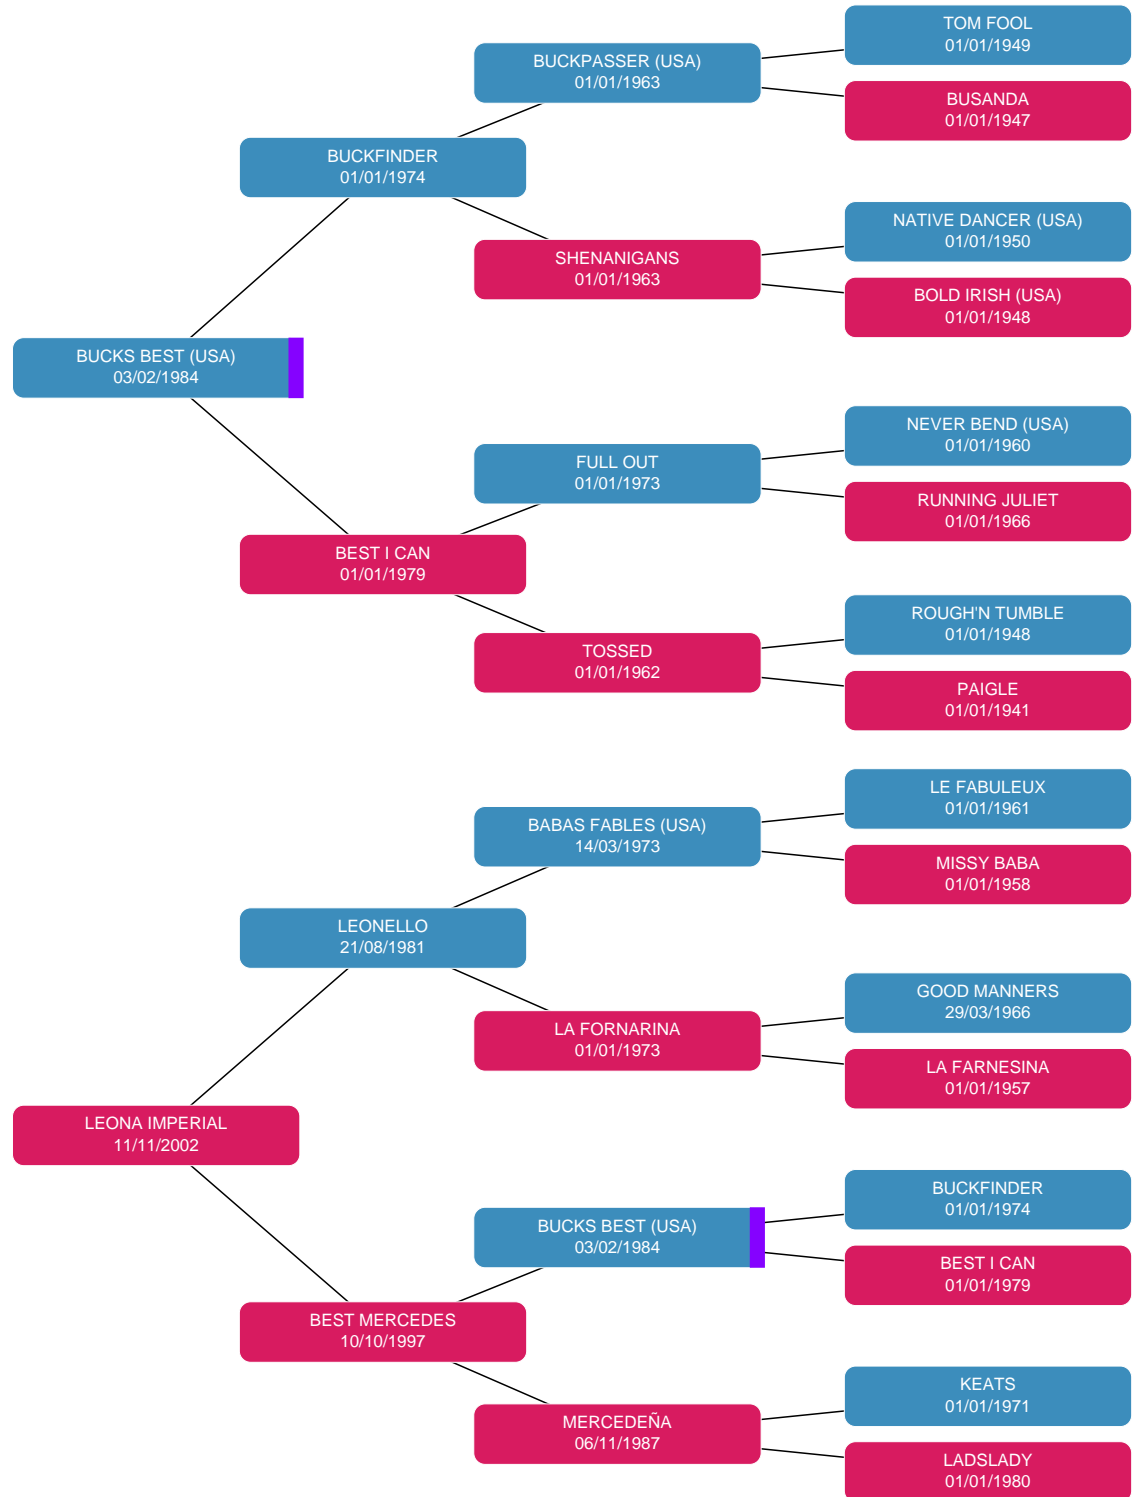 TOM FOOL
01/01/1949
BUCKPASSER (USA)
01/01/1963
BUSANDA
01/01/1947
BUCKFINDER
01/01/1974
NATIVE DANCER (USA)
01/01/1950
SHENANIGANS
01/01/1963
BOLD IRISH (USA)
01/01/1948
BUCKS BEST (USA)
03/02/1984
NEVER BEND (USA)
01/01/1960
FULL OUT
01/01/1973
RUNNING JULIET
01/01/1966
BEST I CAN
01/01/1979
ROUGH'N TUMBLE
01/01/1948
TOSSED
01/01/1962
PAIGLE
01/01/1941
LE FABULEUX
01/01/1961
BABAS FABLES (USA)
14/03/1973
MISSY BABA
01/01/1958
LEONELLO
21/08/1981
GOOD MANNERS
29/03/1966
LA FORNARINA
01/01/1973
LA FARNESINA
01/01/1957
LEONA IMPERIAL
11/11/2002
BUCKFINDER
01/01/1974
BUCKS BEST (USA)
03/02/1984
BEST I CAN
01/01/1979
BEST MERCEDES
10/10/1997
KEATS
01/01/1971
MERCEDEÑA
06/11/1987
LADSLADY
01/01/1980